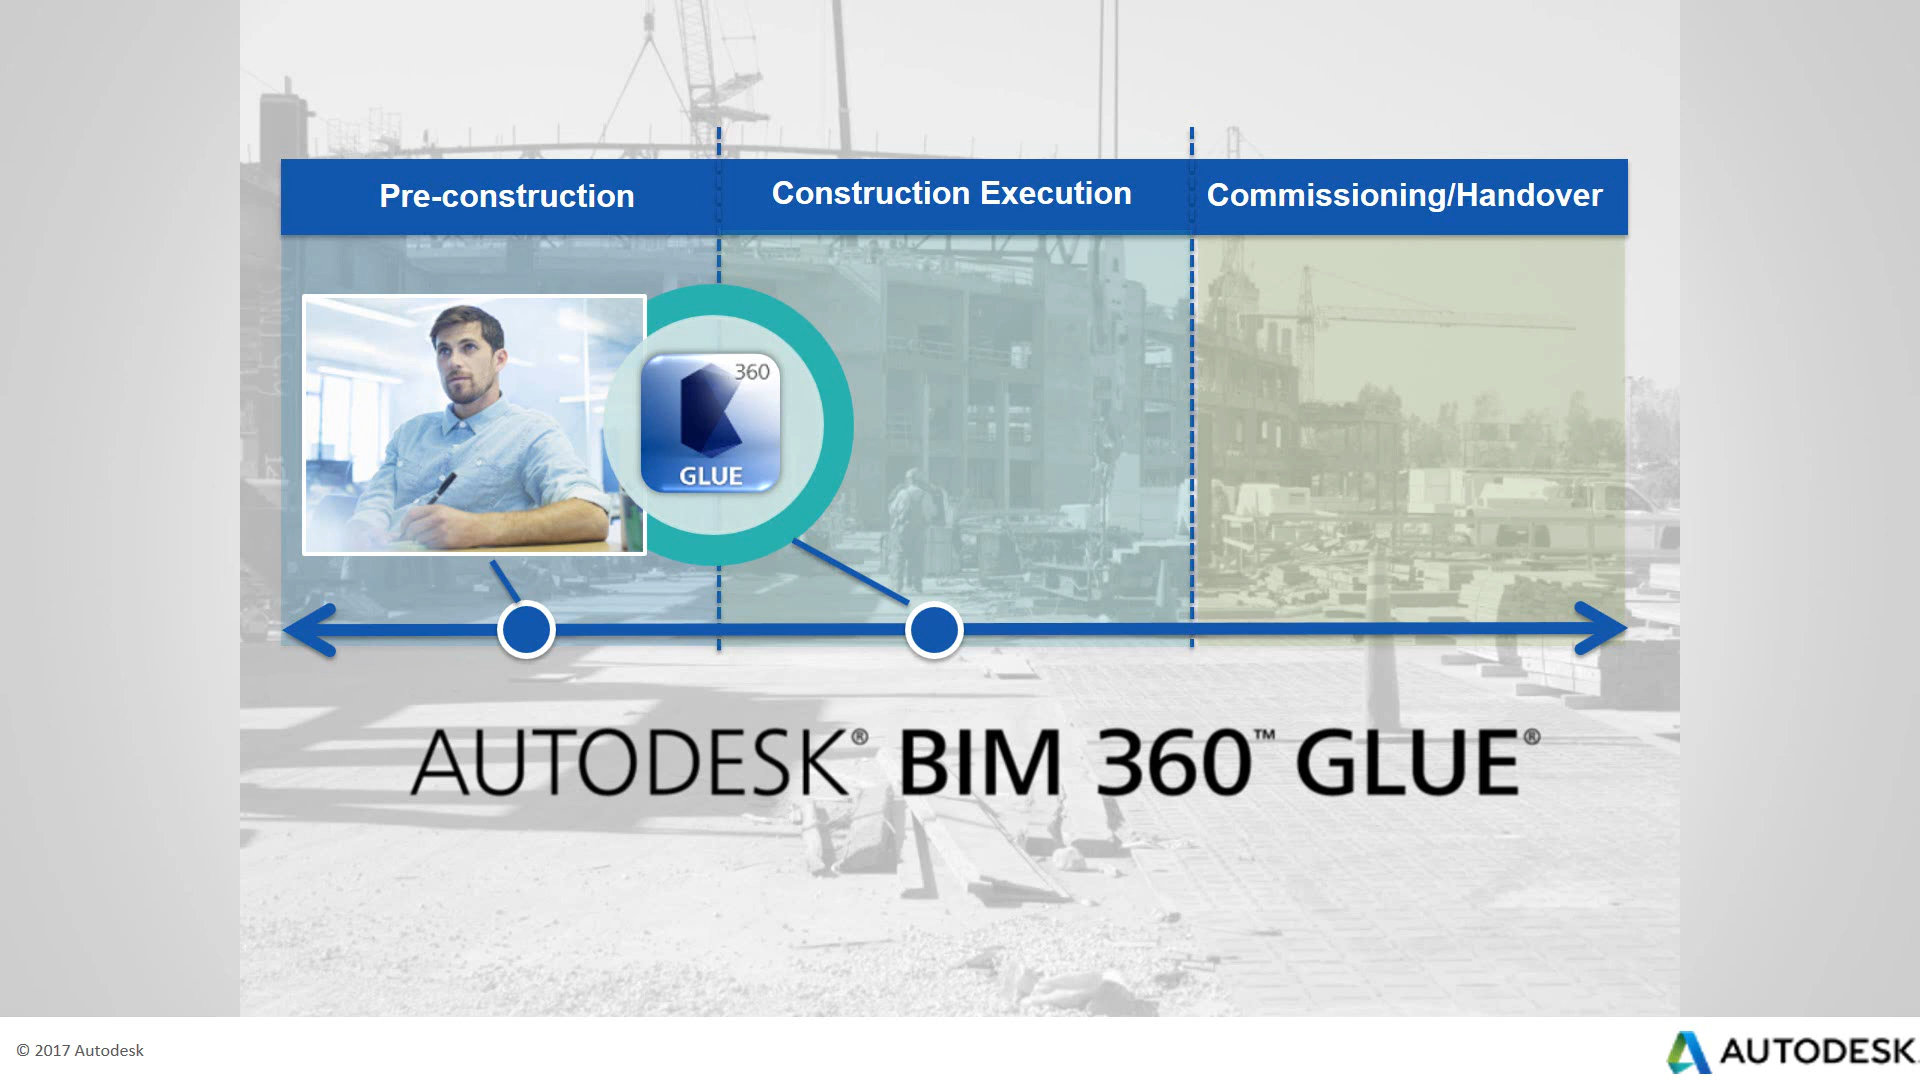 Pre-construction
Construction Execution
Commissioning/Handover
360
GLUE
AUTODESK® BIM 360™ GLUE®
© 2017 Autodesk
AUTODESK.